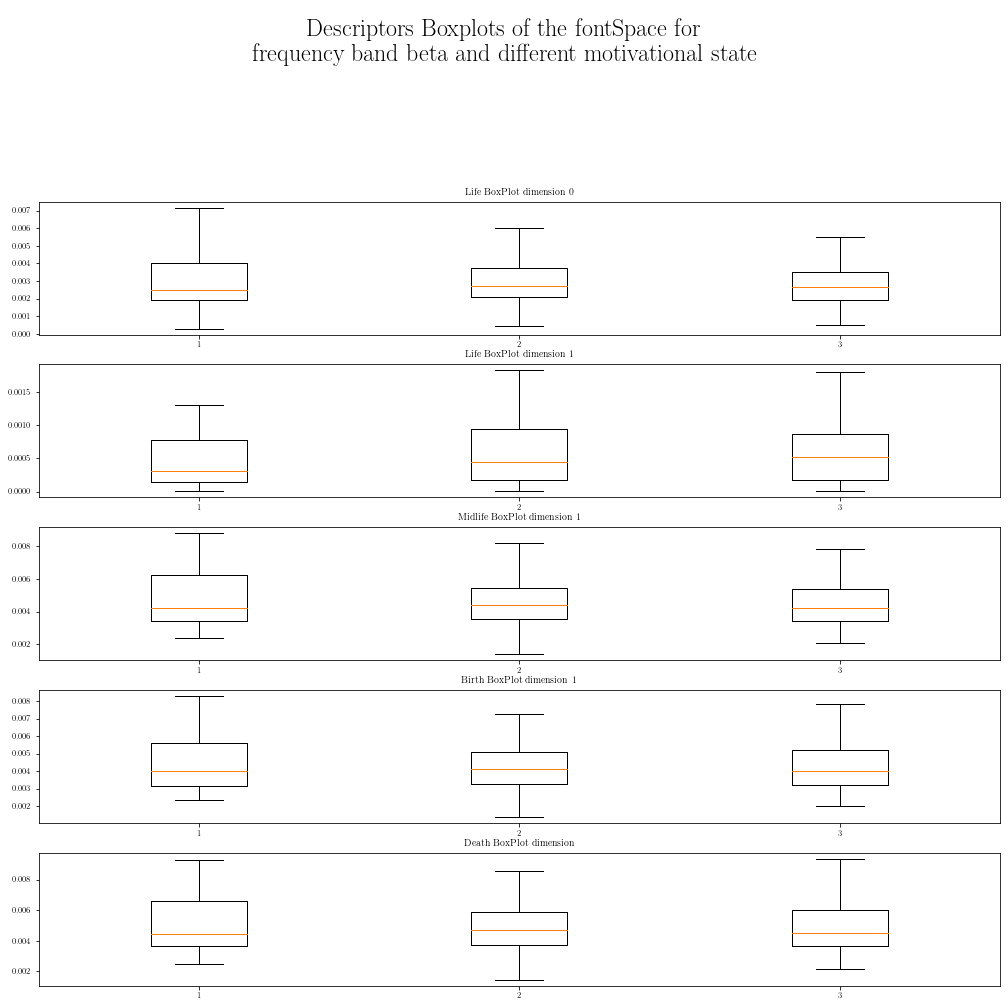 Descriptors Boxplots of the fontSpace for
frequency band beta and different motivational state
Life BoxPlot dimension 0
0.007
0.006
0.005
0.004
0.003
0.002
0.001
0.000
1 2 3
Life BoxPlot dimension 1
0.0015
0.0010
0.0005
0.0000
1 2 3
Midlife BoxPlot dimension 1
0.008
0.006
0.004
0.002
1 2 3
Birth BoxPlot dimension 1
0.008
0.007
0.006
0.005
0.004
0.003
0.002
1 2 3
Death BoxPlot dimension
0.008
0.006
0.004
0.002
1 2 3